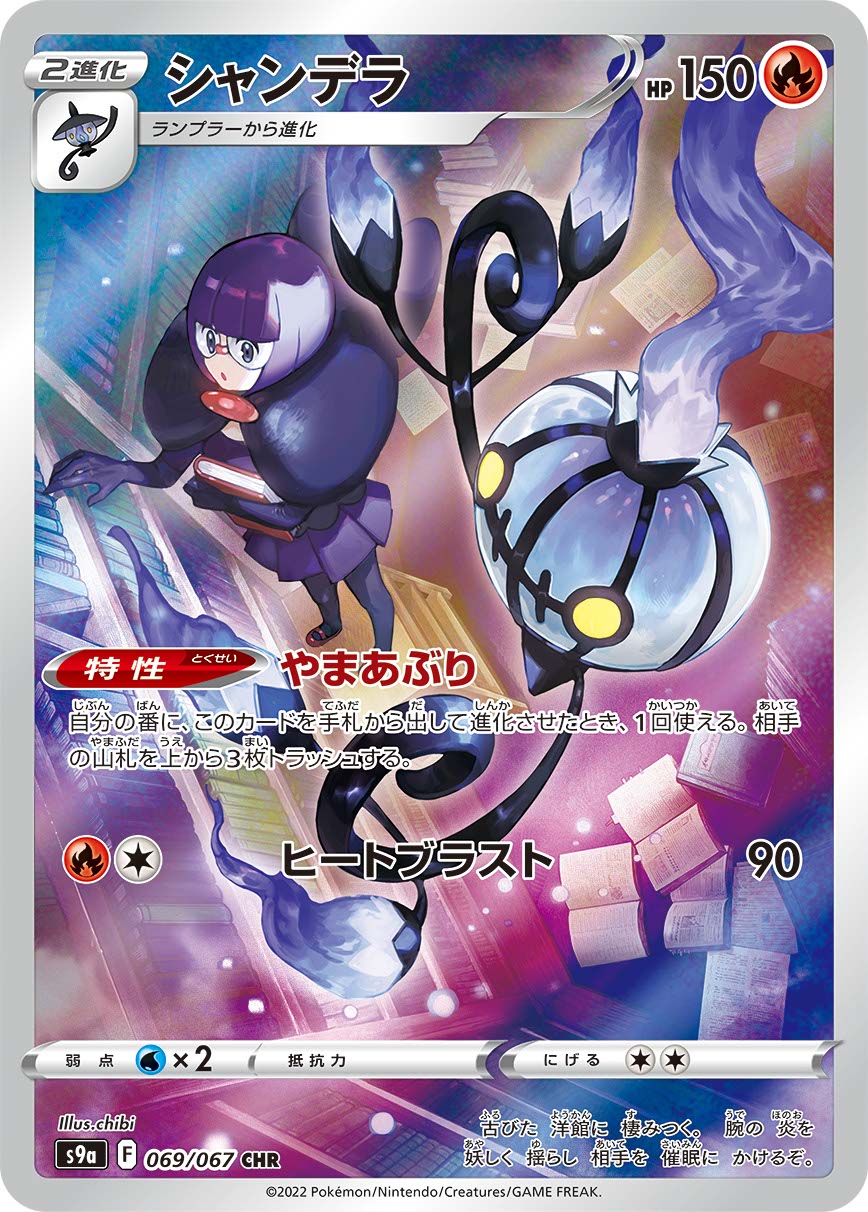 2進化
シャンデラ
HP 150
ランプラーから進化
特性 とくせい やまあぶり
自分の番に、このカードを手札から出して進化させたとき、1回使える。相手
の山札を上から3枚トラッシュする。
ヒートブラスト 90
弱点 ×2 抵抗力 にげる
Illus.chibi
古びた 洋館に 棲みつく。 腕の 炎を
妖しく 揺らし 相手を 催眠に かけるぞ。
s9a F 069/067 CHR
©2022 Pokémon/Nintendo/Creatures/GAME FREAK.